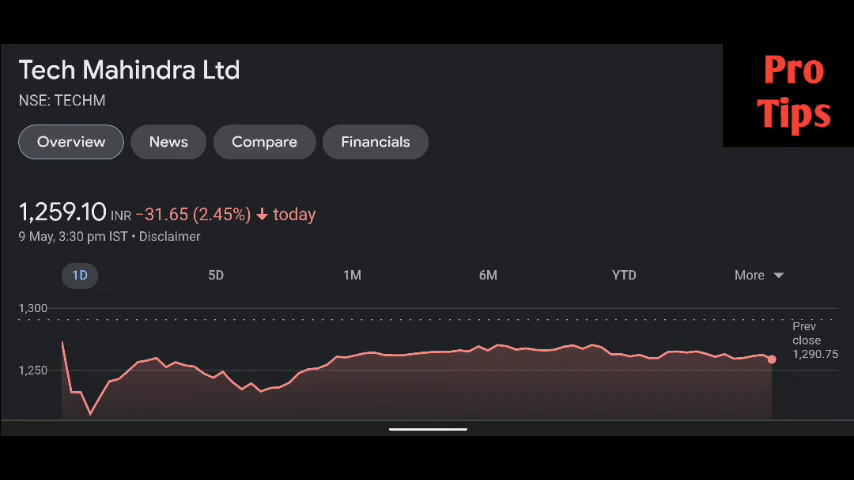 Tech Mahindra Ltd
NSE: TECHM
Pro
Tips
Overview News Compare Financials
1,259.10 INR −31.65 (2.45%) ↓ today
9 May, 3:30 pm IST • Disclaimer
1D 5D 1M 6M YTD More
1,300
Prev
close
1,290.75
1,250